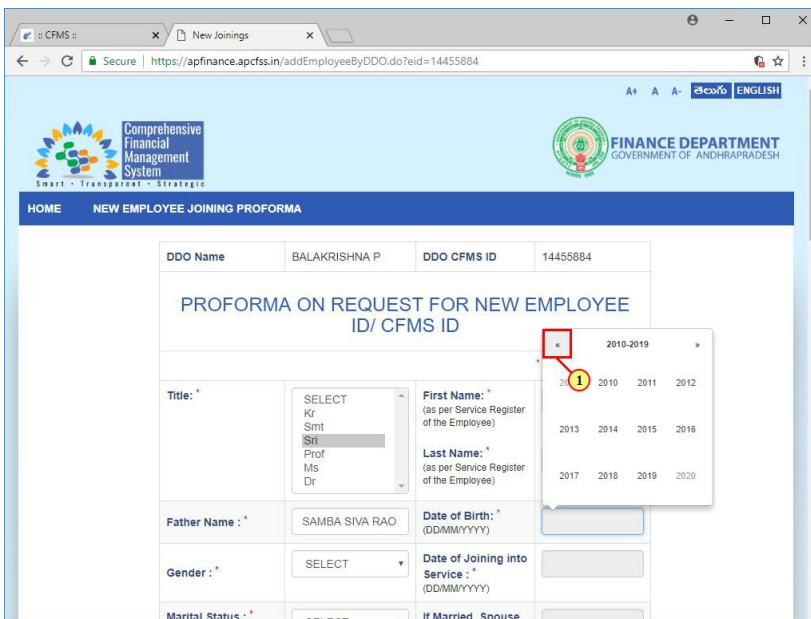 :: CFMS ::
New Joinings
Secure https://apfinance.apcfss.in/addEmployeeByDDO.do?eid=14455884
A+ A A- తెలుగు ENGLISH
Comprehensive
Financial
Management
System
Smart • Transparent • Strategic
FINANCE DEPARTMENT
GOVERNMENT OF ANDHRAPRADESH
HOME NEW EMPLOYEE JOINING PROFORMA
DDO Name BALAKRISHNA P DDO CFMS ID 14455884
PROFORMA ON REQUEST FOR NEW EMPLOYEE
ID/ CFMS ID
« 2010-2019 »
1
2010 2011 2012
2013 2014 2015 2016
2017 2018 2019 2020
Title: *
SELECT
Kr
Smt
Sri
Prof
Ms
Dr
First Name: *
(as per Service Register
of the Employee)
Last Name: *
(as per Service Register
of the Employee)
Father Name : * SAMBA SIVA RAO
Date of Birth: *
(DD/MM/YYYY)
Gender : * SELECT
Date of Joining into
Service : *
(DD/MM/YYYY)
Marital Status : *
If Married, Spouse